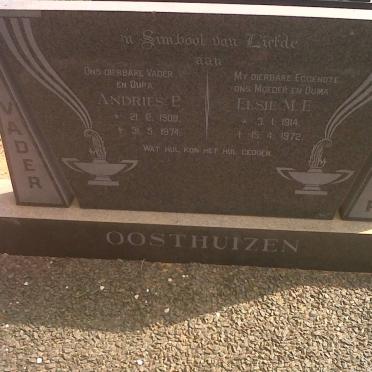 'n Simbool van Liefde
aan
Ons dierbare Vader
en Oupa
Andries P.
* 21. 6. 1909.
† 31. 5. 1974.
My dierbare Eggenote
ons Moeder en Ouma
Elsie M. E.
* 3. 1. 1914.
† 15. 4. 1972.
Wat hul kon het hul gedoen.
VADER
OOSTHUIZEN